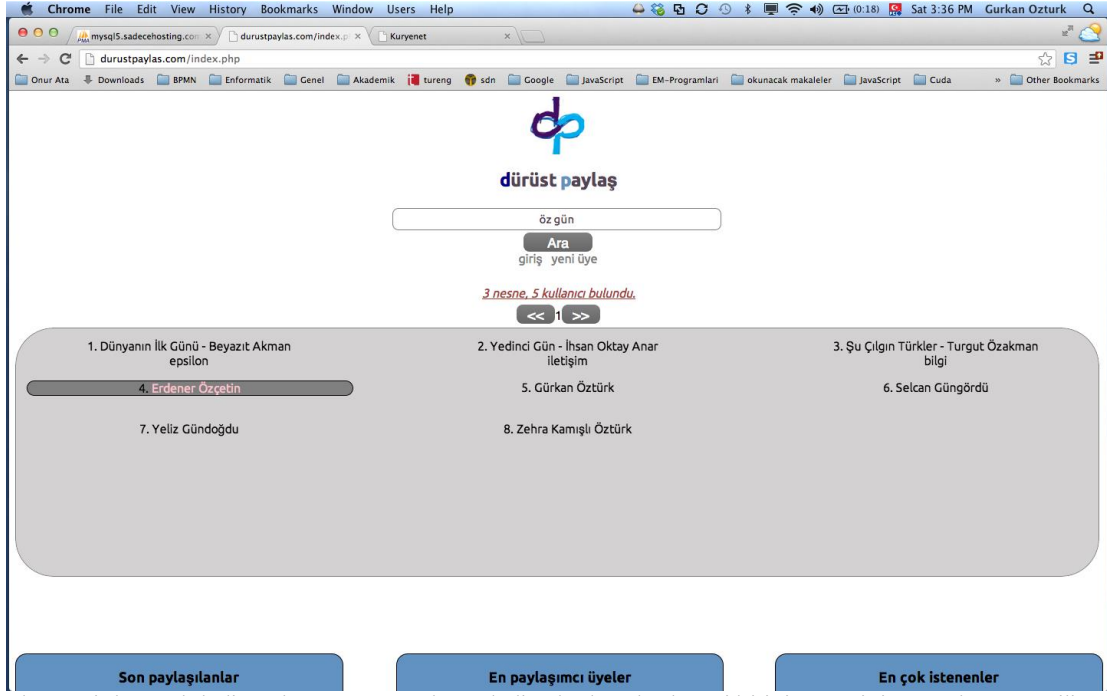 Chrome File Edit View History Bookmarks Window Users Help (0:18) Sat 3:36 PM Gurkan Ozturk
mysql5.sadecehosting.con durustpaylas.com/index.p Kuryenet
durustpaylas.com/index.php
Onur Ata Downloads BPMN Enformatik Genel Akademik tureng sdn Google JavaScript EM-Programlari okunacak makaleler JavaScript Cuda » Other Bookmarks
dp
dürüst paylaş
öz gün
Ara
giriş yeni üye
3 nesne, 5 kullanıcı bulundu.
<< 1 >>
1. Dünyanın İlk Günü - Beyazıt Akman
epsilon
2. Yedinci Gün - İhsan Oktay Anar
iletişim
3. Şu Çılgın Türkler - Turgut Özakman
bilgi
4. Erdener Özçetin
5. Gürkan Öztürk
6. Selcan Güngördü
7. Yeliz Gündoğdu
8. Zehra Kamışlı Öztürk
Son paylaşılanlar
En paylaşımcı üyeler
En çok istenenler